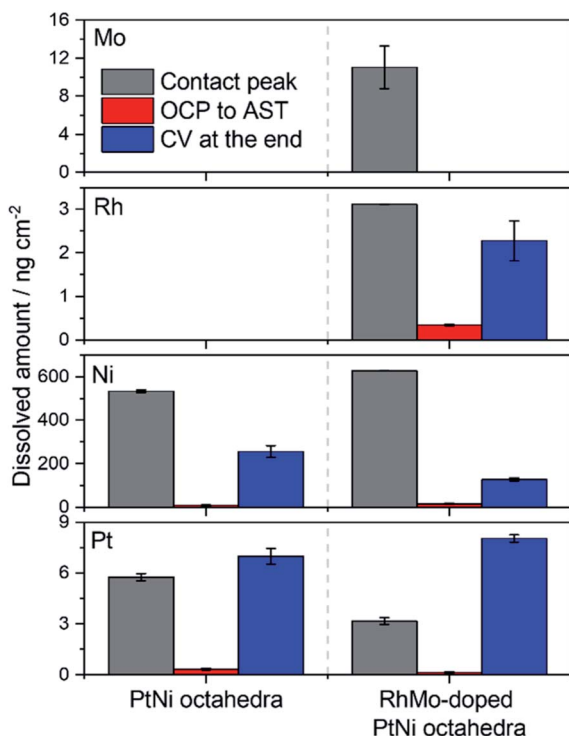 Dissolved amount / ng cm⁻²
Mo
16
12
8
4
0
Contact peak
OCP to AST
CV at the end
Rh
3
2
1
0
Ni
600
400
200
0
Pt
9
6
3
0
PtNi octahedra
RhMo-doped
PtNi octahedra